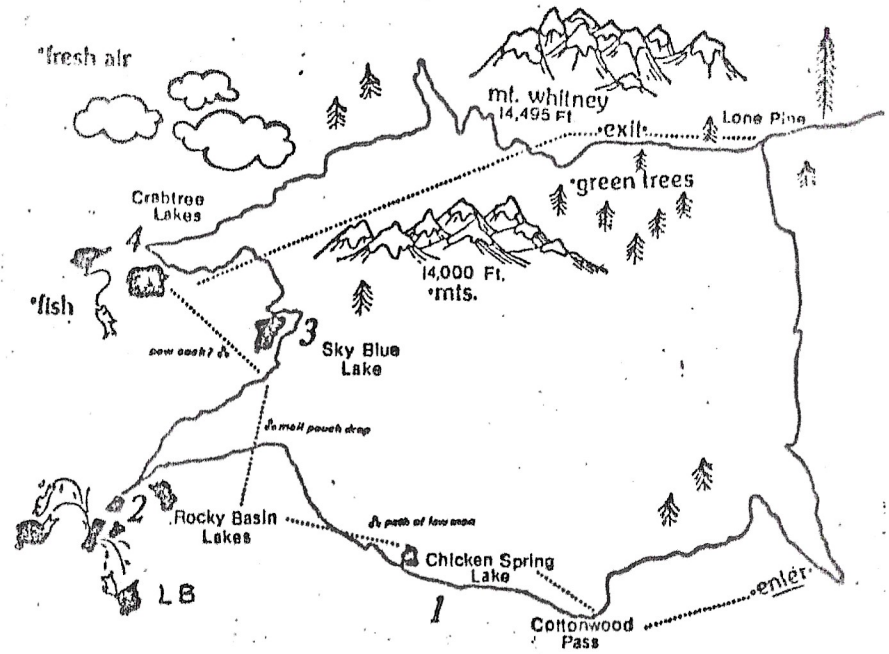 •fresh air
mt. whitney
14,495 Ft.
•exit•
Lone Pine
•green trees
Crabtree
Lakes
4
14,000 Ft.
•mts.
•fish
3
Sky Blue
Lake
mail pouch drop
2
Rocky Basin
Lakes
path of
Chicken Spring
Lake
LB
1
•enter•
Cottonwood
Pass